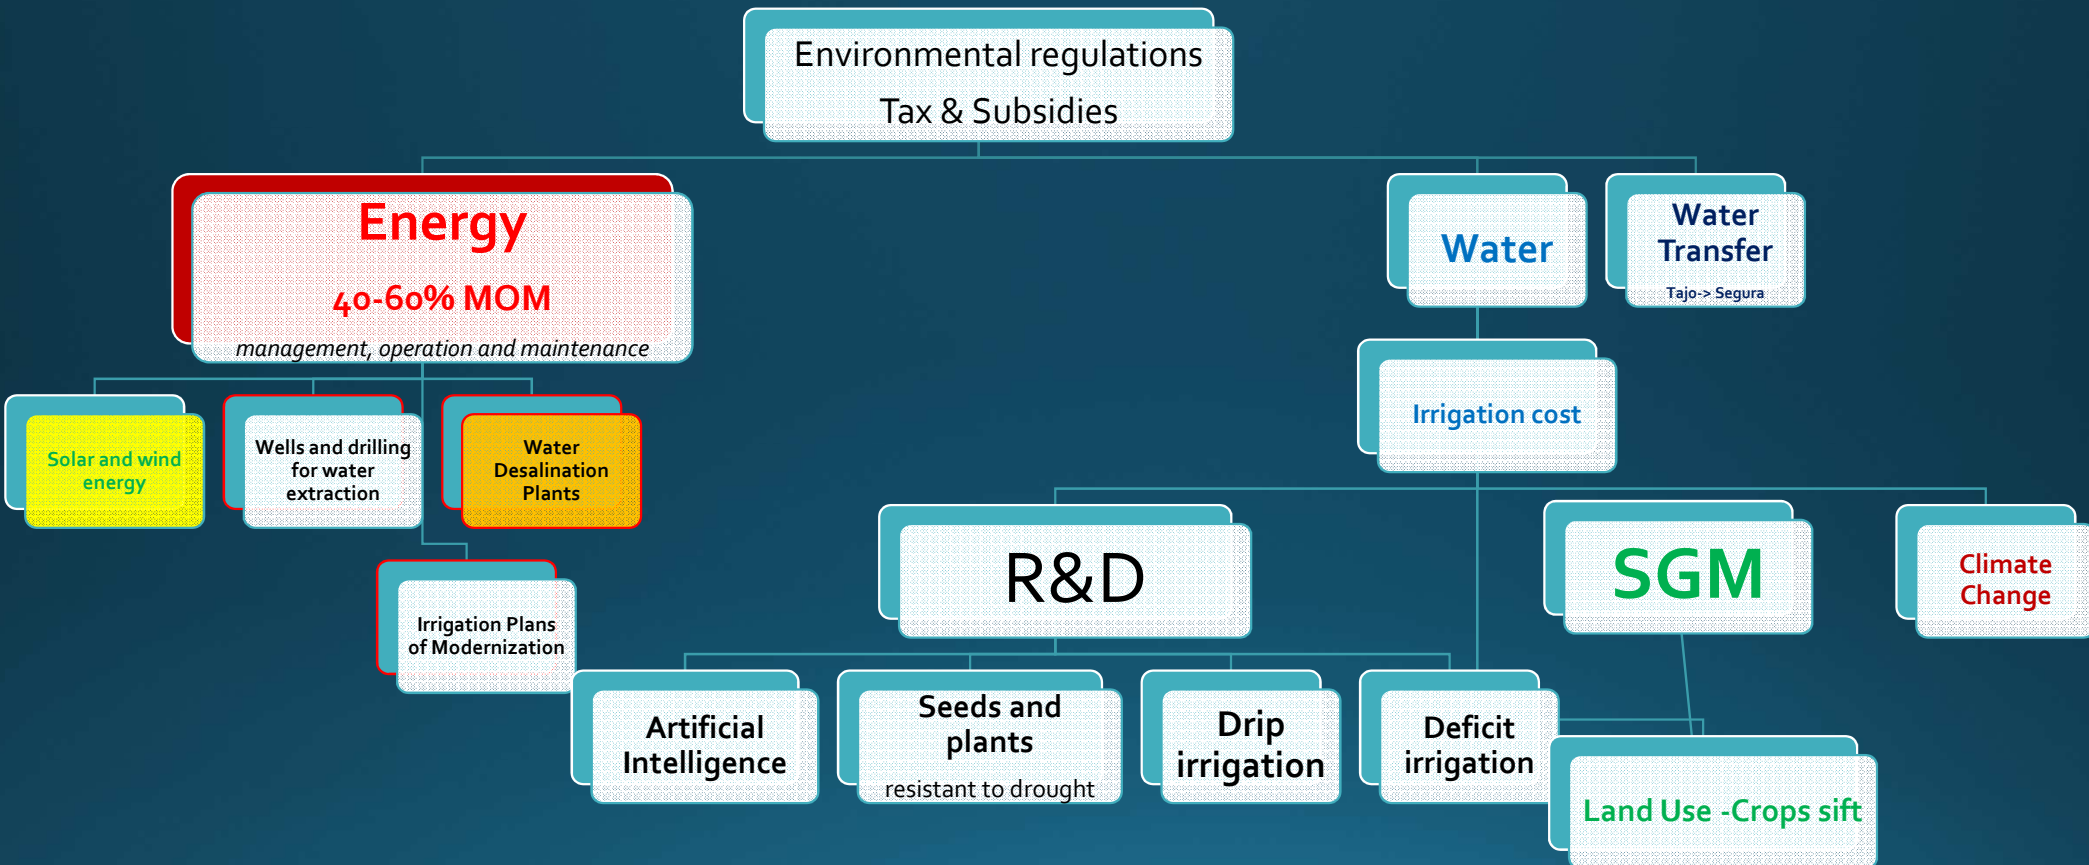 Environmental regulations
Tax & Subsidies
Energy
40-60% MOM
management, operation and maintenance
Water
Water
Transfer
Tajo-> Segura
Solar and wind
energy
Wells and drilling
for water
extraction
Water
Desalination
Plants
Irrigation cost
Irrigation Plans
of Modernization
R&D
SGM
Climate
Change
Artificial
Intelligence
Seeds and
plants
resistant to drought
Drip
irrigation
Deficit
irrigation
Land Use -Crops sift